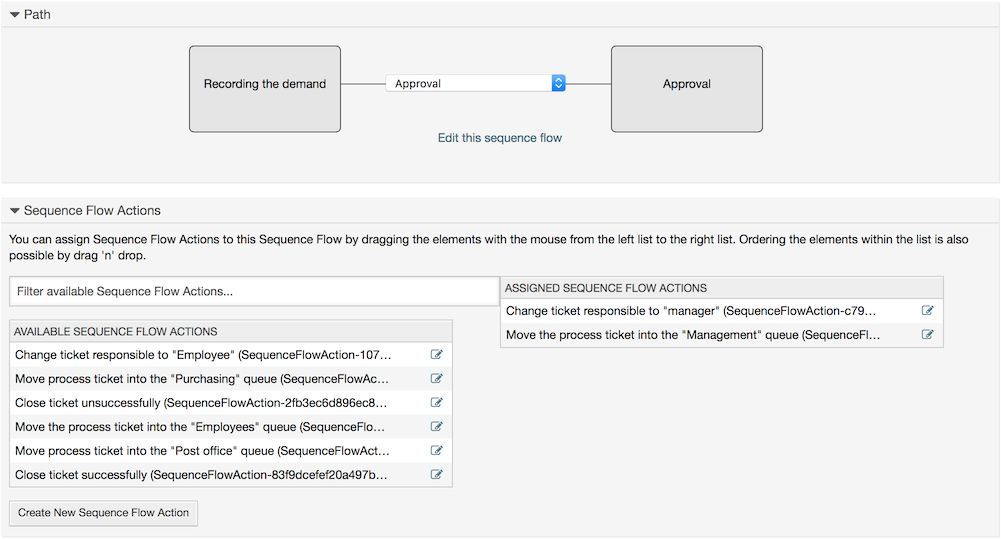 Path
Recording the demand
Approval
Approval
Edit this sequence flow
Sequence Flow Actions
You can assign Sequence Flow Actions to this Sequence Flow by dragging the elements with the mouse from the left list to the right list. Ordering the elements within the list is also
possible by drag 'n' drop.
Filter available Sequence Flow Actions...
AVAILABLE SEQUENCE FLOW ACTIONS
Change ticket responsible to "Employee" (SequenceFlowAction-107...
Move process ticket into the "Purchasing" queue (SequenceFlowAc...
Close ticket unsuccessfully (SequenceFlowAction-2fb3ec6d896ec8...
Move the process ticket into the "Employees" queue (SequenceFlo...
Move process ticket into the "Post office" queue (SequenceFlowAct...
Close ticket successfully (SequenceFlowAction-83f9dcefef20a497b...
Create New Sequence Flow Action
ASSIGNED SEQUENCE FLOW ACTIONS
Change ticket responsible to "manager" (SequenceFlowAction-c79...
Move the process ticket into the "Management" queue (SequenceFl...